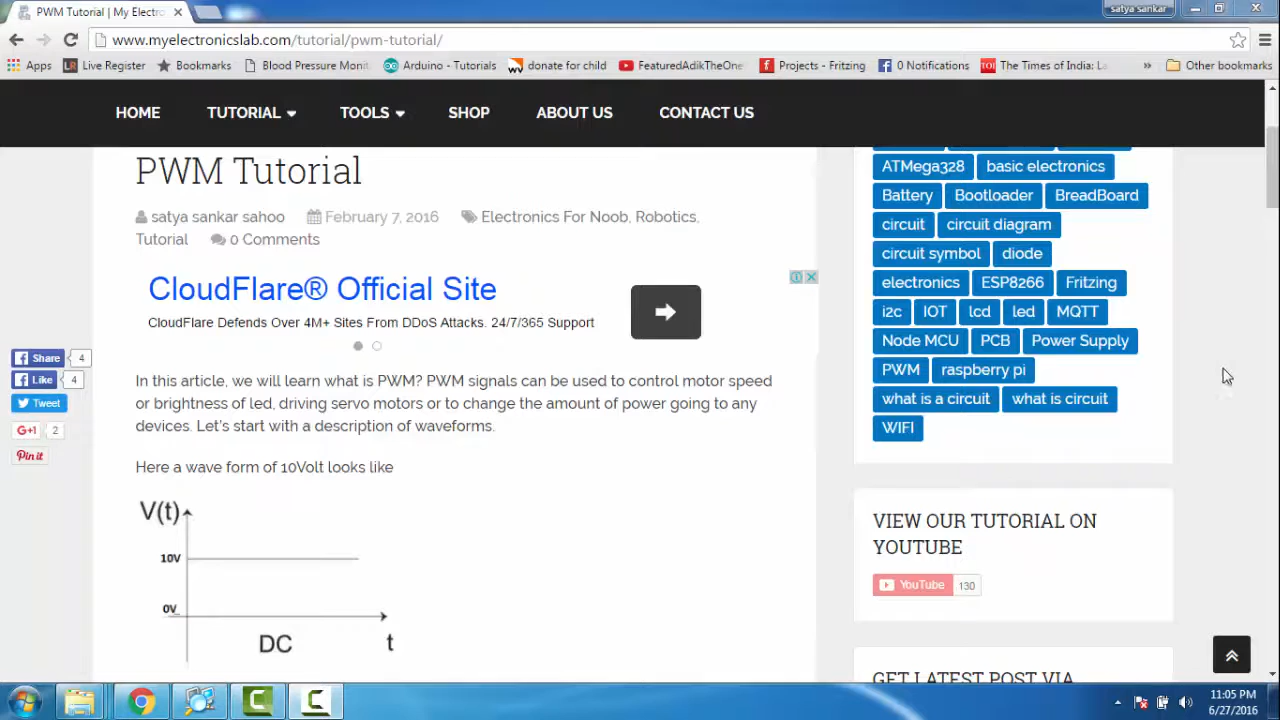 PWM Tutorial | My Electro
satya sankar
www.myelectronicslab.com/tutorial/pwm-tutorial/
Apps Live Register Bookmarks Blood Pressure Monit Arduino - Tutorials donate for child FeaturedAdikTheOne Projects - Fritzing 0 Notifications The Times of India: La » Other bookmarks
HOME TUTORIAL TOOLS SHOP ABOUT US CONTACT US
PWM Tutorial
satya sankar sahoo February 7, 2016 Electronics For Noob, Robotics,
Tutorial 0 Comments
CloudFlare® Official Site
CloudFlare Defends Over 4M+ Sites From DDoS Attacks. 24/7/365 Support
Share 4
Like 4
Tweet
G+1 2
Pin it
In this article, we will learn what is PWM? PWM signals can be used to control motor speed
or brightness of led, driving servo motors or to change the amount of power going to any
devices. Let's start with a description of waveforms.
Here a wave form of 10Volt looks like
V(t)
10V
0V
DC t
ATMega328 basic electronics
Battery Bootloader BreadBoard
circuit circuit diagram
circuit symbol diode
electronics ESP8266 Fritzing
i2c IOT lcd led MQTT
Node MCU PCB Power Supply
PWM raspberry pi
what is a circuit what is circuit
WIFI
VIEW OUR TUTORIAL ON
YOUTUBE
YouTube 130
GET LATEST POST VIA
11:05 PM
6/27/2016